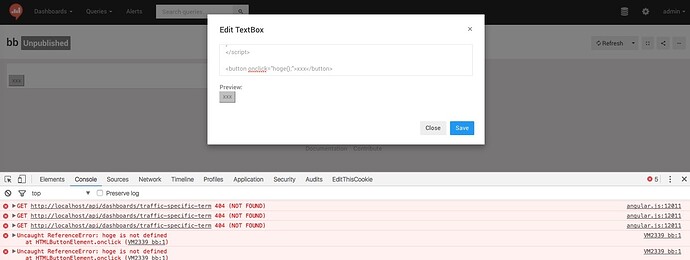 Dashboards Queries Alerts Search queries... admin
bb Unpublished
Refresh
Edit TextBox
×
</script>
<button onclick="hoge();">xxx</button>
Preview:
xxx
xxx
Close Save
Documentation Contribute
Elements Console Sources Network Timeline Profiles Application Security Audits EditThisCookie 5
top Preserve log
GET http://localhost/api/dashboards/traffic-specific-term 404 (NOT FOUND) angular.js:12011
GET http://localhost/api/dashboards/traffic-specific-term 404 (NOT FOUND) angular.js:12011
GET http://localhost/api/dashboards/traffic-specific-term 404 (NOT FOUND) angular.js:12011
Uncaught ReferenceError: hoge is not defined VM2339 bb:1
at HTMLButtonElement.onclick (VM2339 bb:1)
Uncaught ReferenceError: hoge is not defined VM2339 bb:1
at HTMLButtonElement.onclick (VM2339 bb:1)